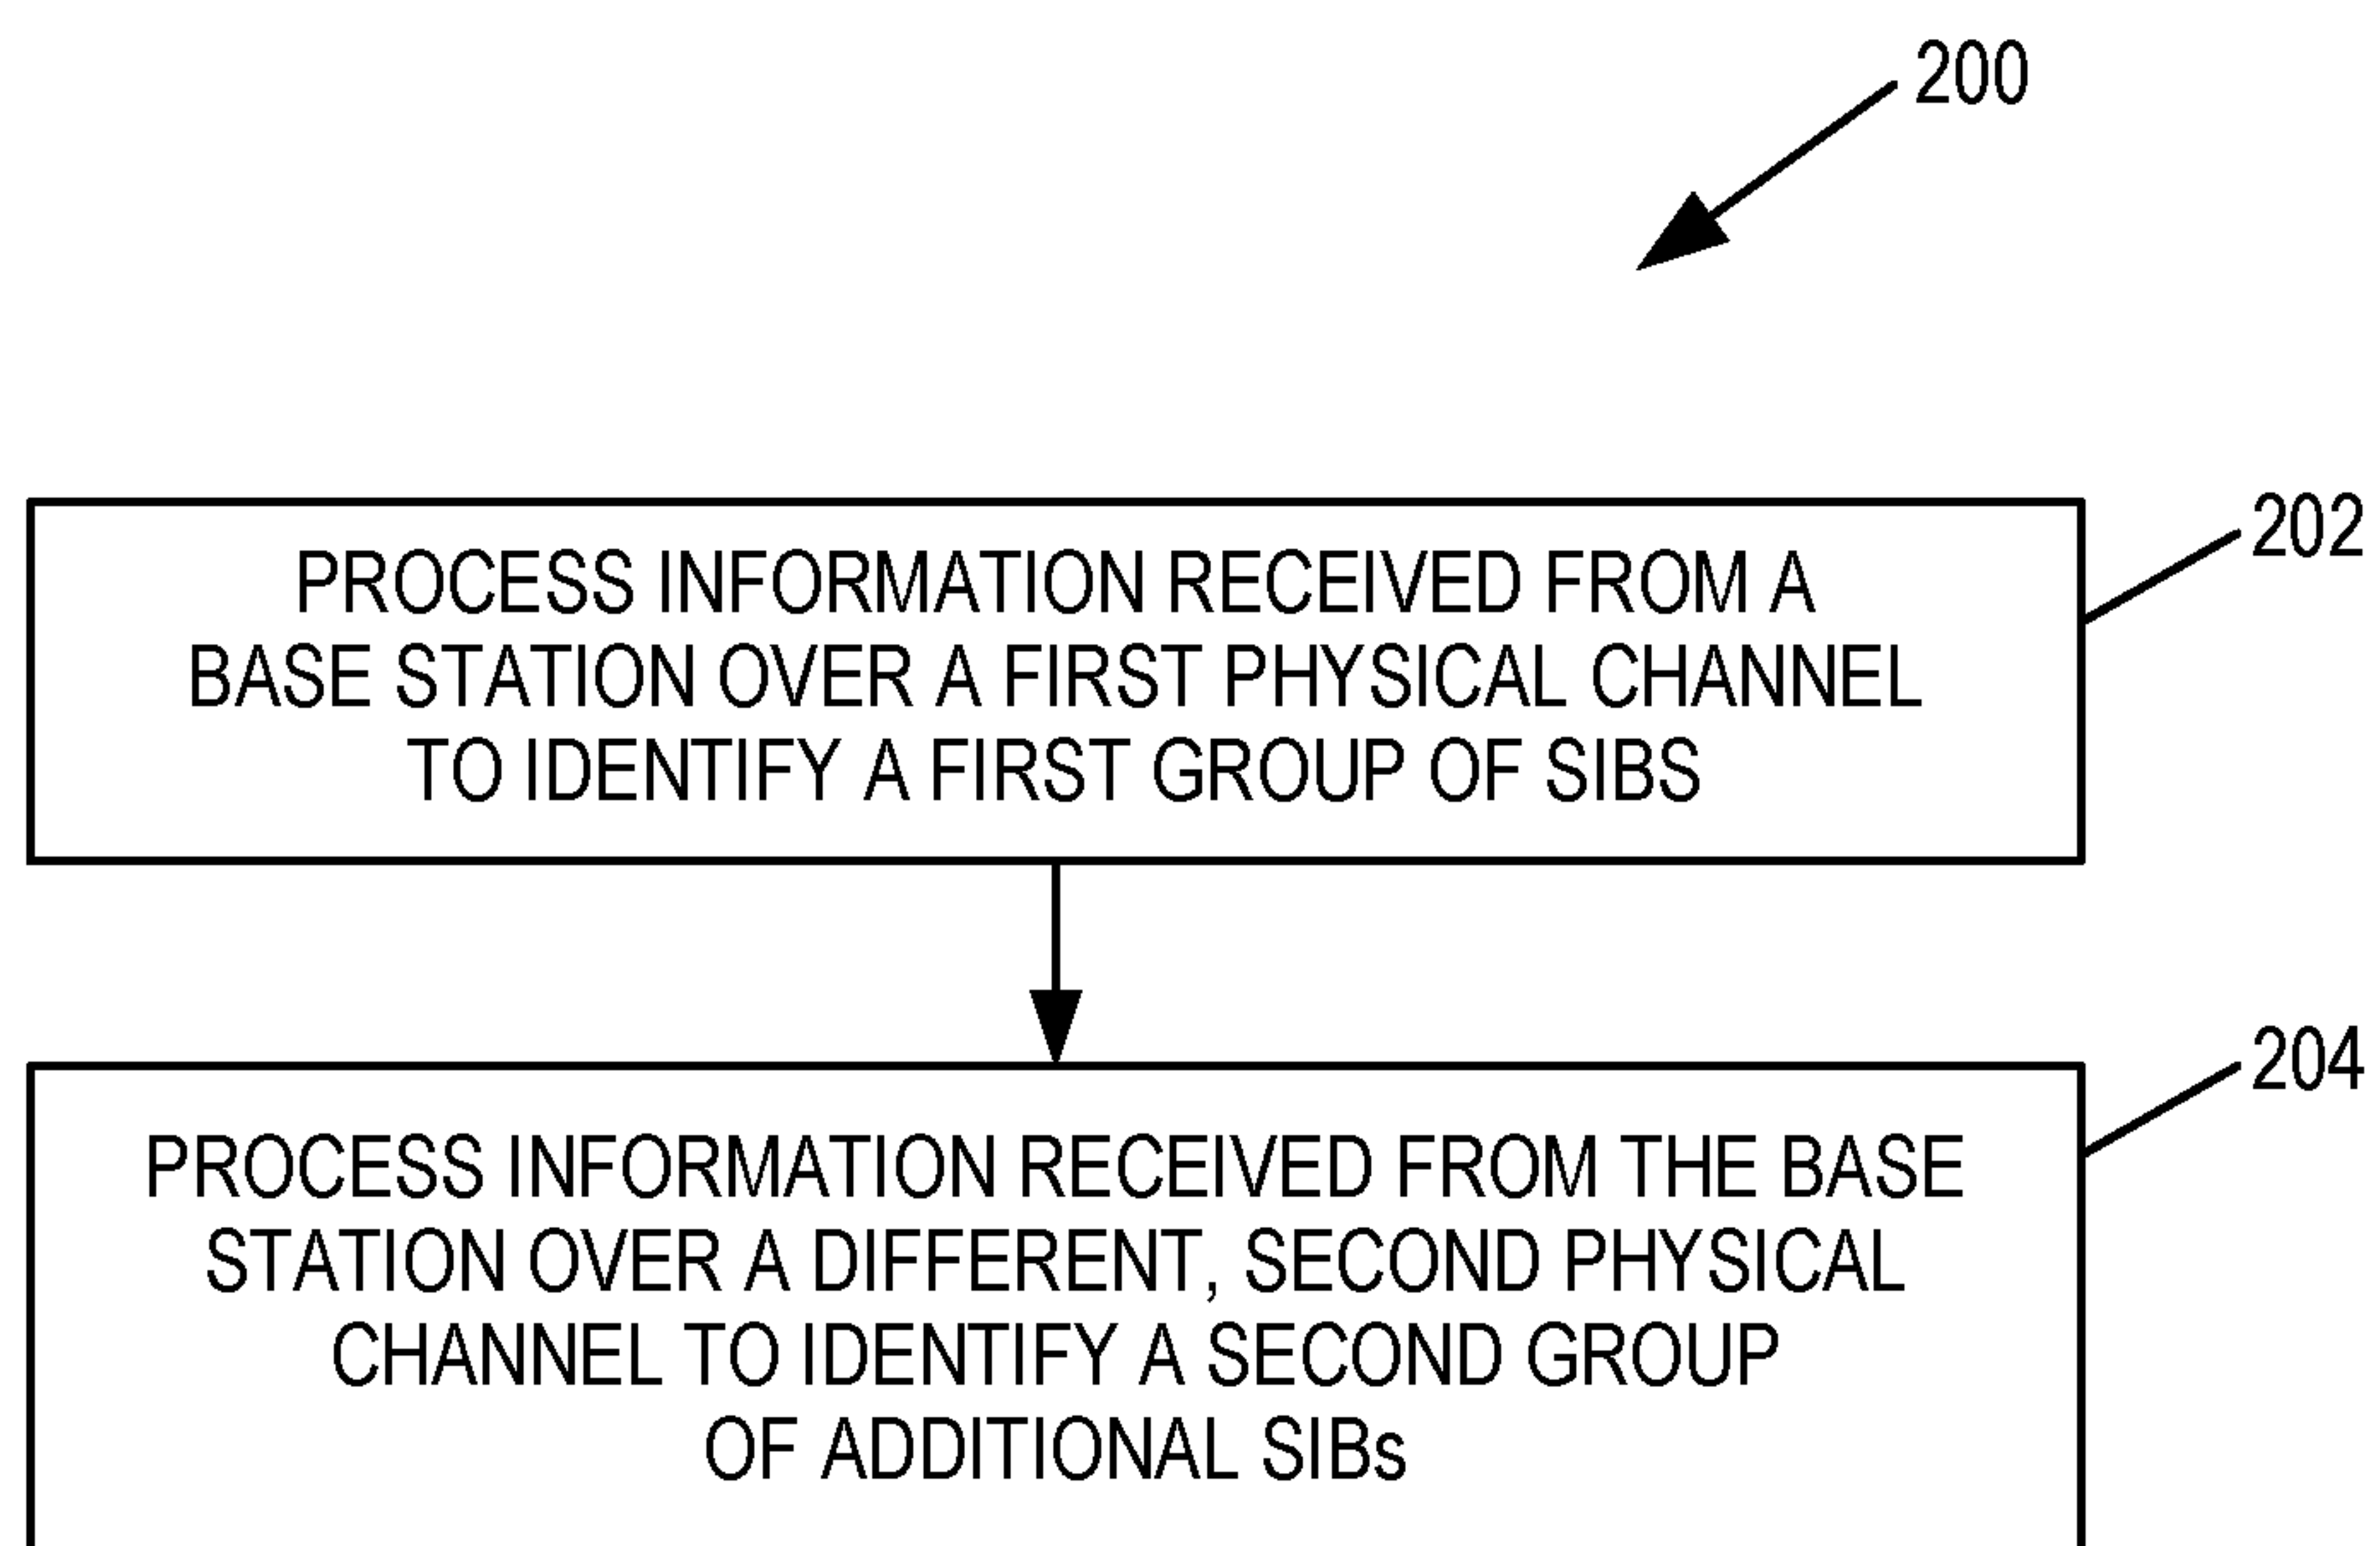 200
202
PROCESS INFORMATION RECEIVED FROM A
BASE STATION OVER A FIRST PHYSICAL CHANNEL
TO IDENTIFY A FIRST GROUP OF SIBS
204
PROCESS INFORMATION RECEIVED FROM THE BASE
STATION OVER A DIFFERENT, SECOND PHYSICAL
CHANNEL TO IDENTIFY A SECOND GROUP
OF ADDITIONAL SIBs